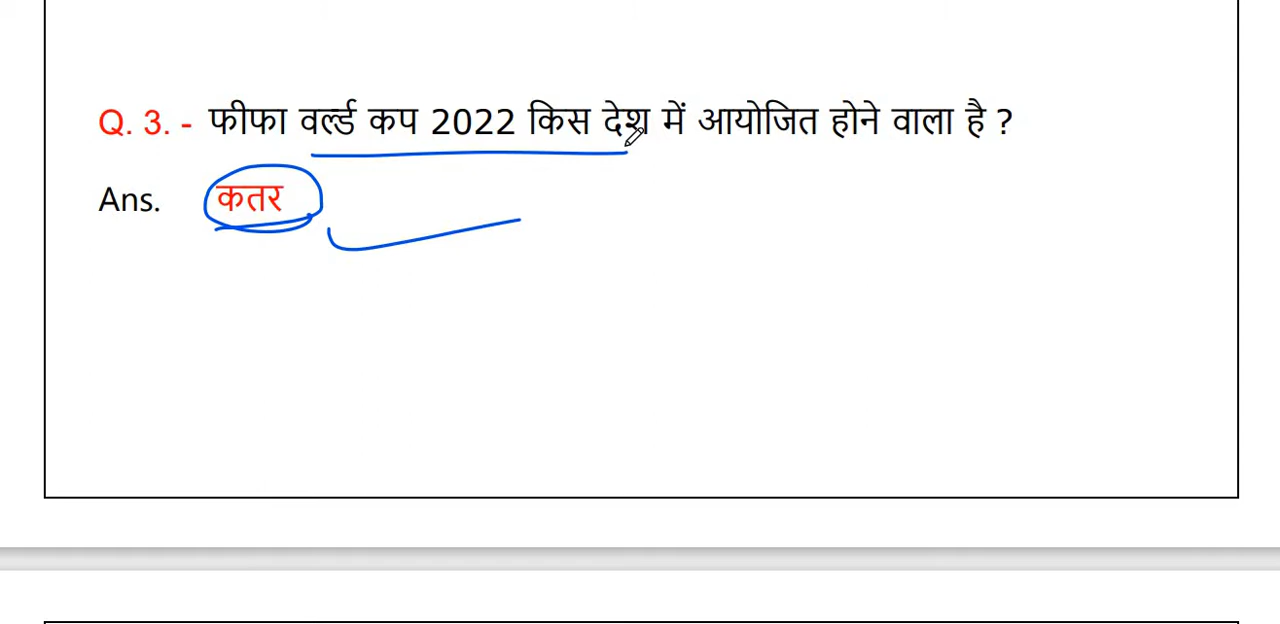 Q. 3. - फीफा वर्ल्ड कप 2022 किस देश में आयोजित होने वाला है ?
Ans. कतर